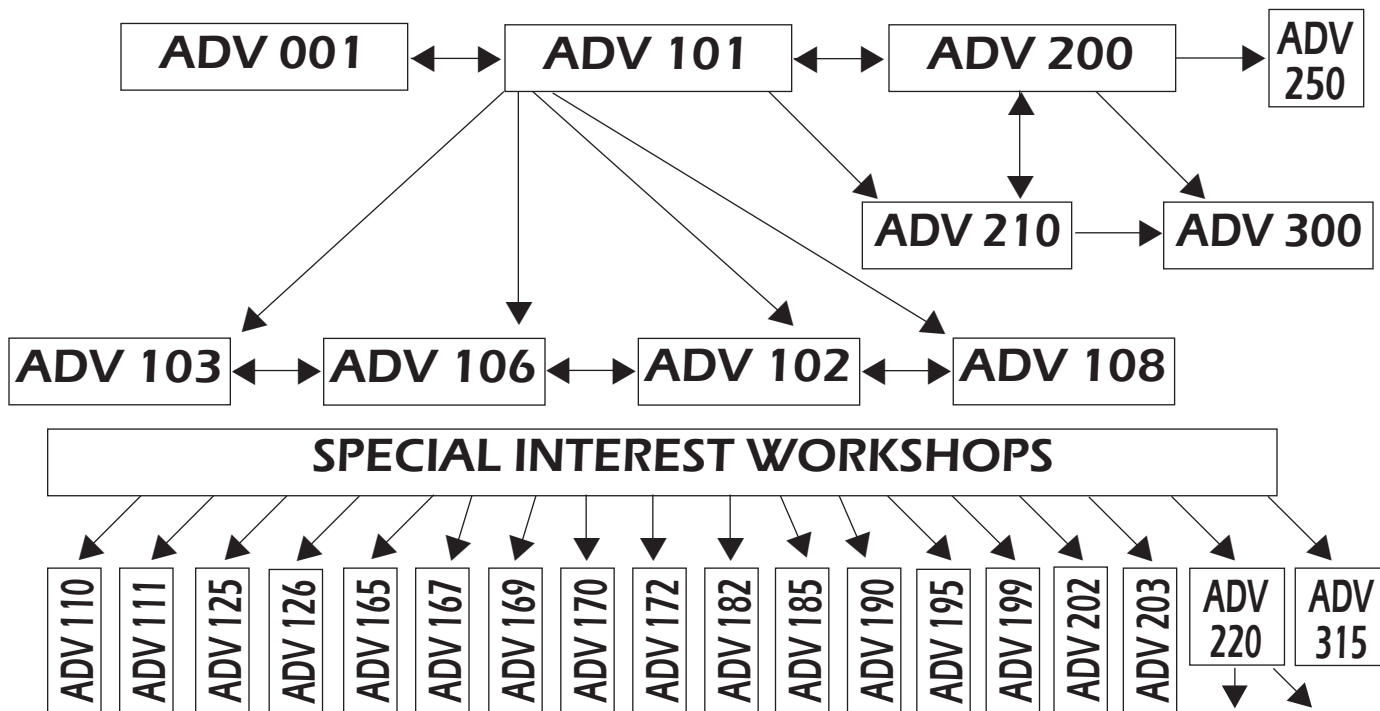 ADV 001
ADV 101
ADV 200
ADV
250
ADV 210
ADV 300
ADV 103
ADV 106
ADV 102
ADV 108
SPECIAL INTEREST WORKSHOPS
ADV 110
ADV 111
ADV 125
ADV 126
ADV 165
ADV 167
ADV 169
ADV 170
ADV 172
ADV 182
ADV 185
ADV 190
ADV 195
ADV 199
ADV 202
ADV 203
ADV
220
ADV
315